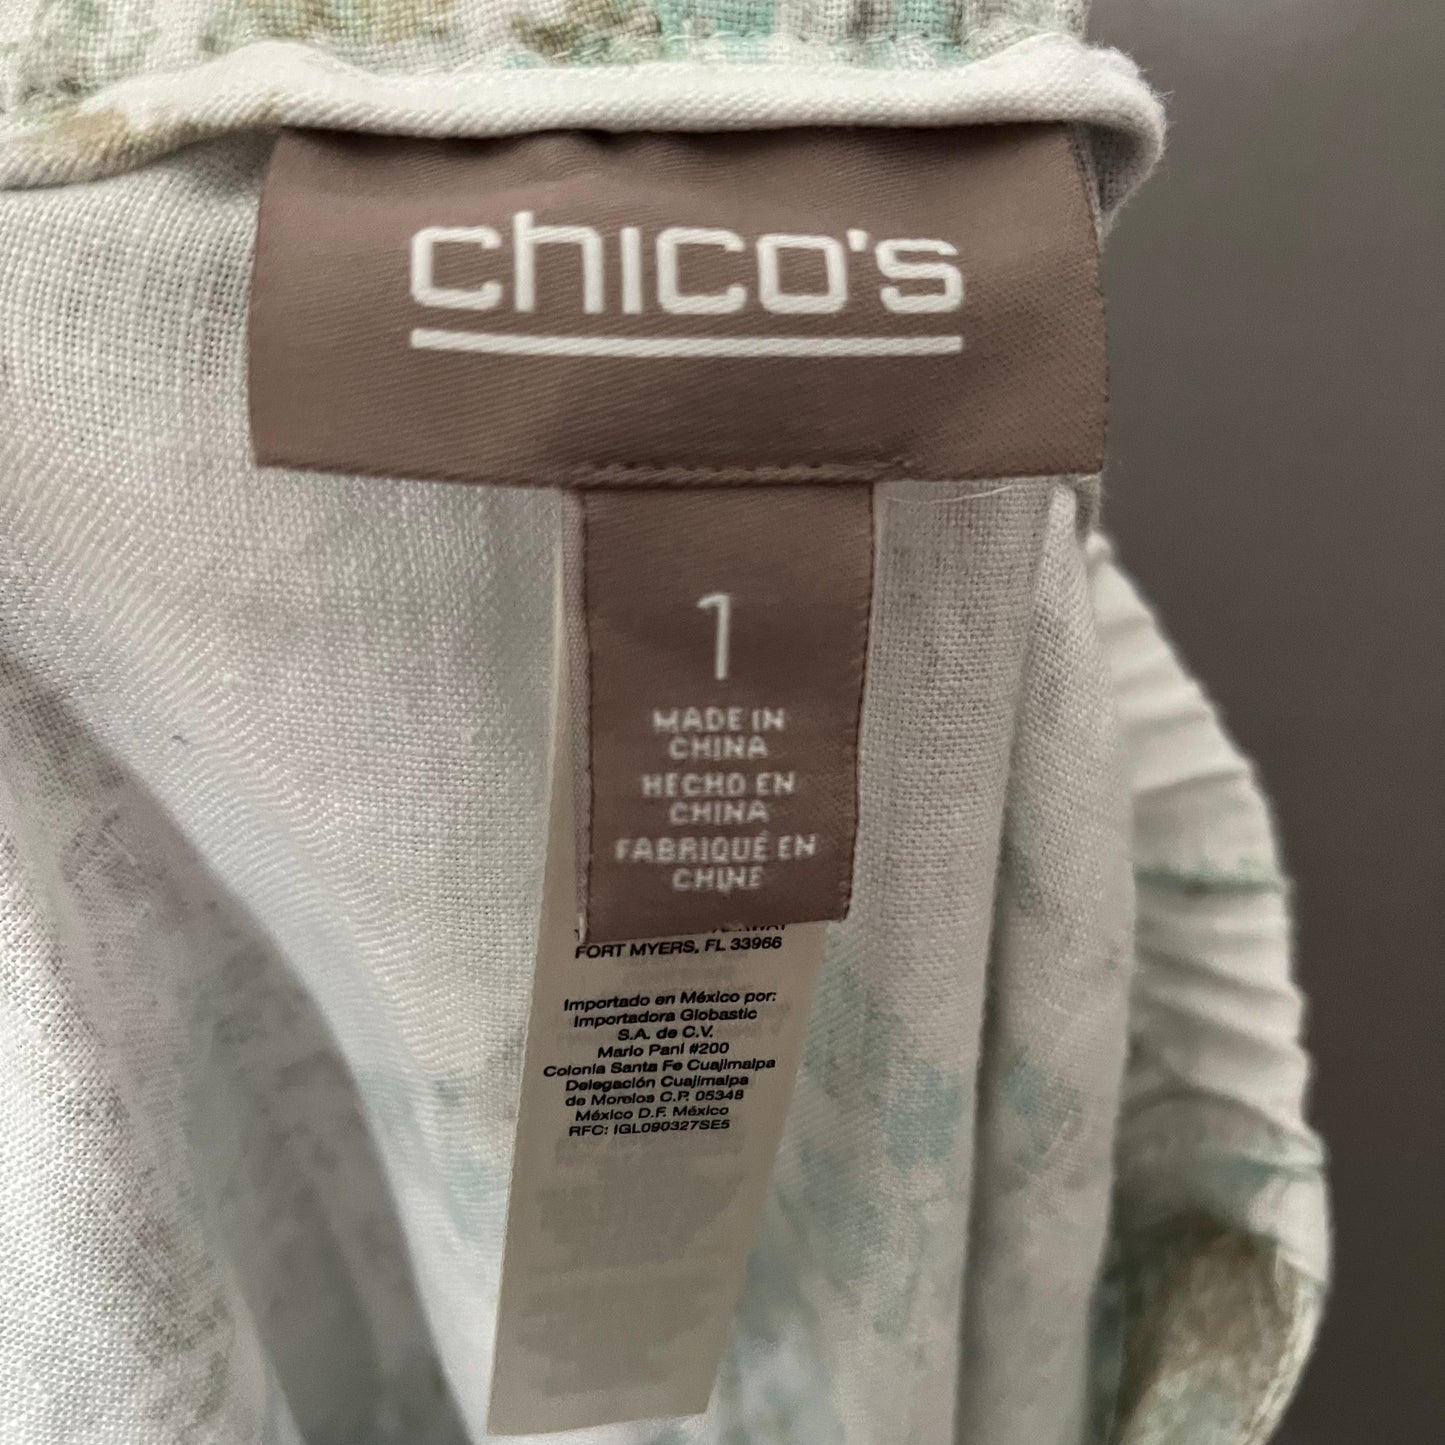 chico's
1
MADE IN
CHINA
HECHO EN
CHINA
FABRIQUÉ EN
CHINE
FORT MYERS, FL 33966
Importado en México por:
Importadora Globastic
S.A. de C.V.
Mario Pani #200
Colonia Santa Fe Cuajimalpa
Delegación Cuajimalpa
de Morelos C.P. 05348
México D.F. México
RFC: IGL090327SE5